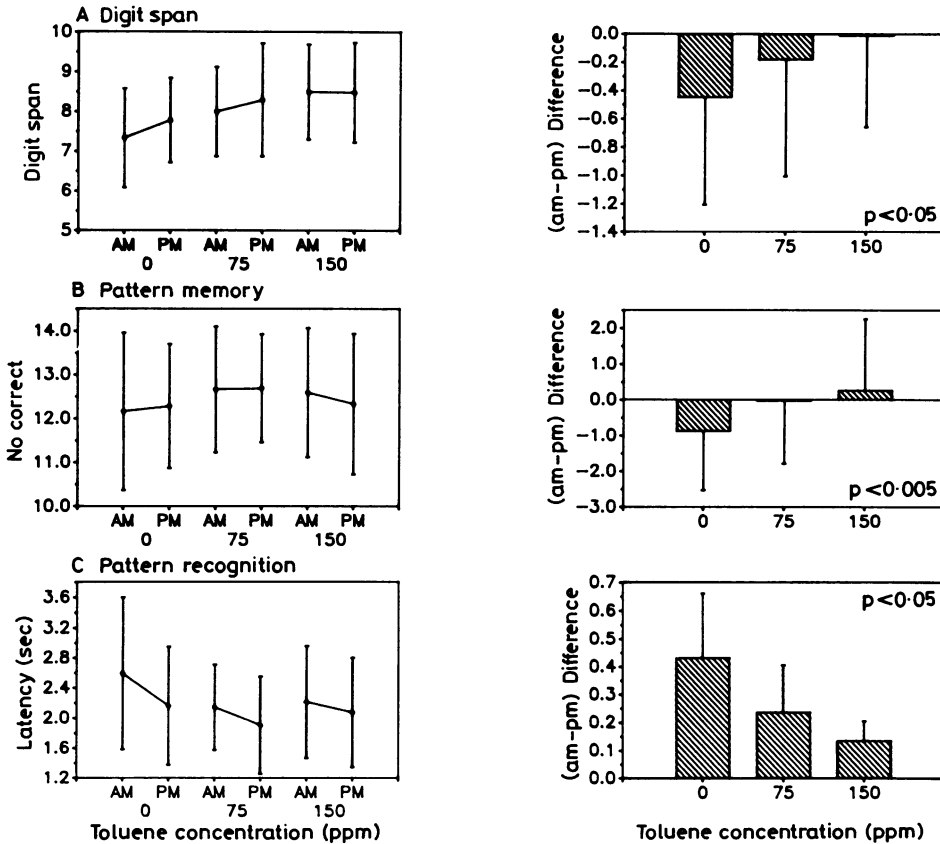 A Digit span
10
9
8
7
6
5
Digit span
AM PM AM PM AM PM
0 75 150
0.0
−0.2
−0.4
−0.6
−0.8
−1.0
−1.2
−1.4
(am-pm) Difference
p<0·05
0 75 150
B Pattern memory
14.0
13.0
12.0
11.0
10.0
No correct
AM PM AM PM AM PM
0 75 150
2.0
1.0
0.0
−1.0
−2.0
−3.0
(am-pm) Difference
p<0·005
0 75 150
C Pattern recognition
3.6
3.2
2.8
2.4
2.0
1.6
1.2
Latency (sec)
AM PM AM PM AM PM
0 75 150
Toluene concentration (ppm)
0.7
0.6
0.5
0.4
0.3
0.2
0.1
0.0
(am-pm) Difference
p<0·05
0 75 150
Toluene concentration (ppm)